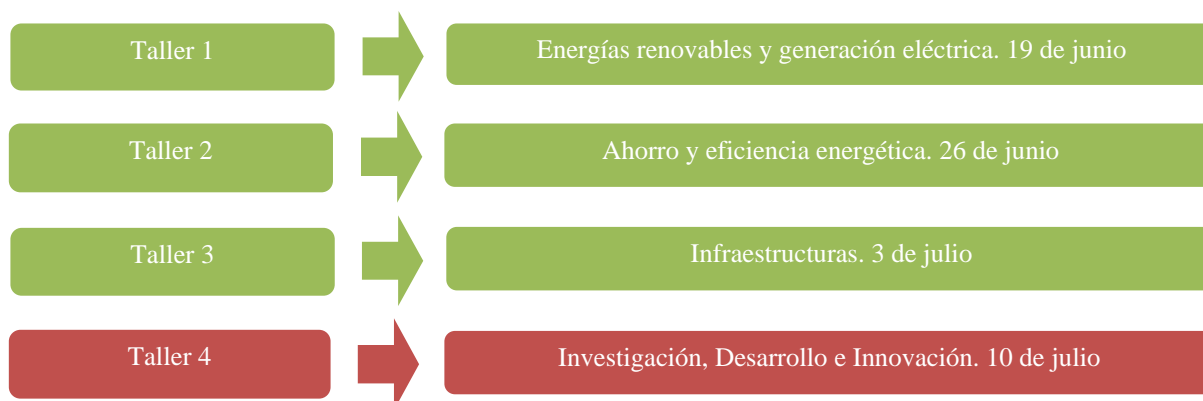 Taller 1
Energías renovables y generación eléctrica. 19 de junio
Taller 2
Ahorro y eficiencia energética. 26 de junio
Taller 3
Infraestructuras. 3 de julio
Taller 4
Investigación, Desarrollo e Innovación. 10 de julio